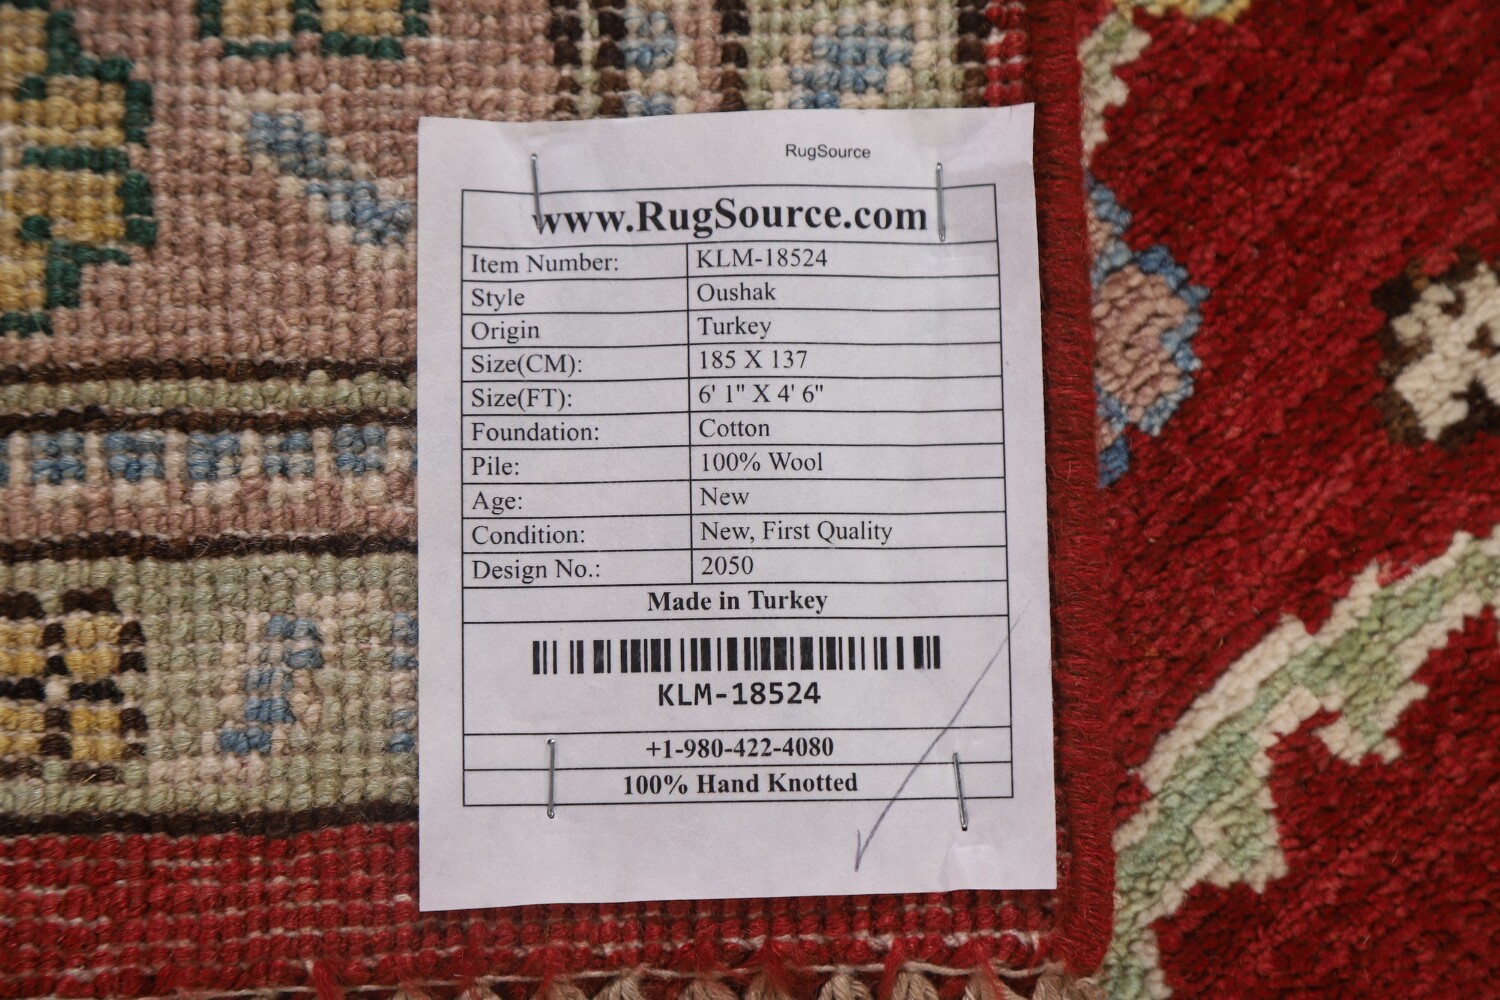 RugSource
www.RugSource.com
Item Number: KLM-18524
Style Oushak
Origin Turkey
Size(CM): 185 X 137
Size(FT): 6' 1" X 4' 6"
Foundation: Cotton
Pile: 100% Wool
Age: New
Condition: New, First Quality
Design No.: 2050
Made in Turkey
KLM-18524
+1-980-422-4080
100% Hand Knotted